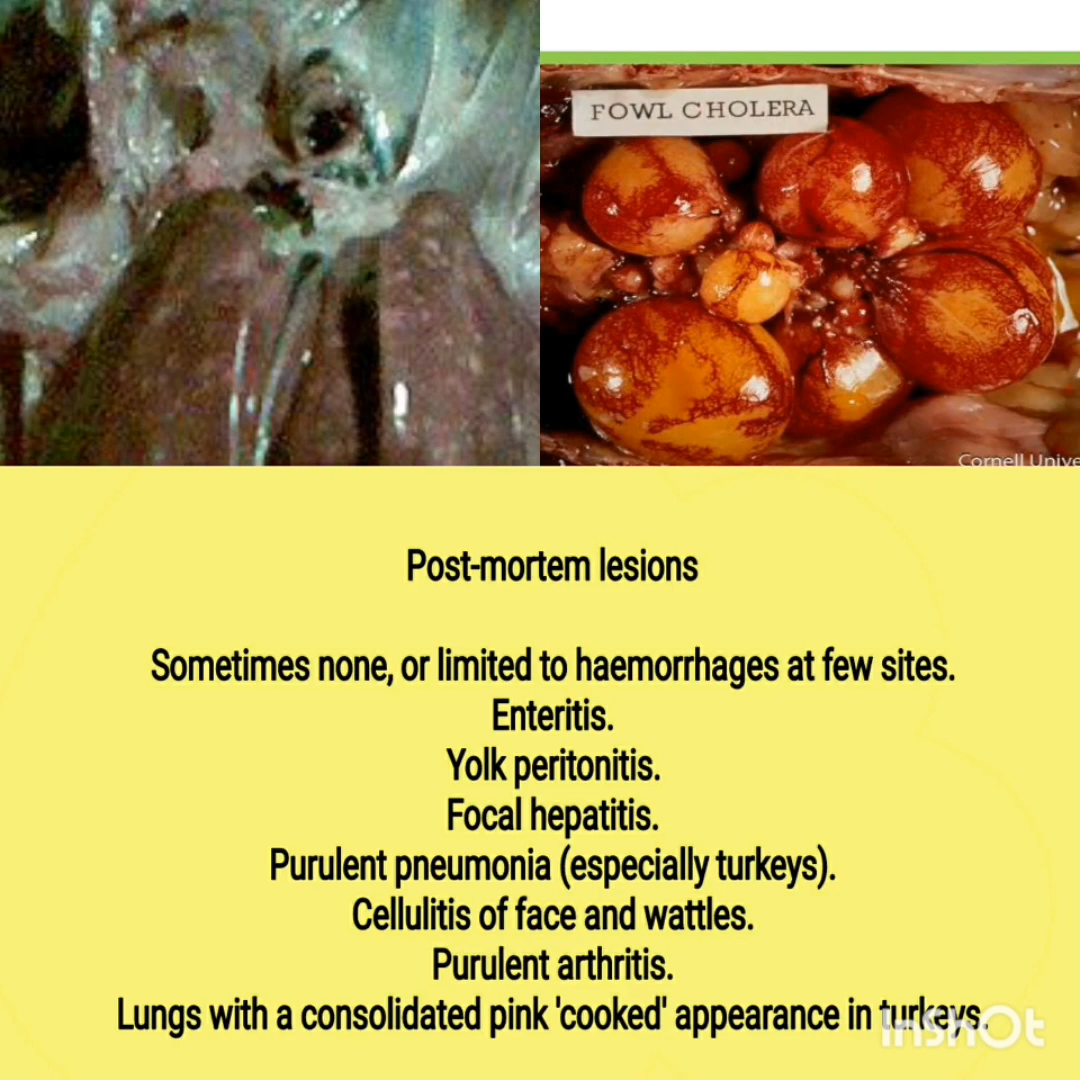 FOWL CHOLERA
Cornell Unive
Post-mortem lesions
Sometimes none, or limited to haemorrhages at few sites.
Enteritis.
Yolk peritonitis.
Focal hepatitis.
Purulent pneumonia (especially turkeys).
Cellulitis of face and wattles.
Purulent arthritis.
Lungs with a consolidated pink 'cooked' appearance in turkeys.
InShOt